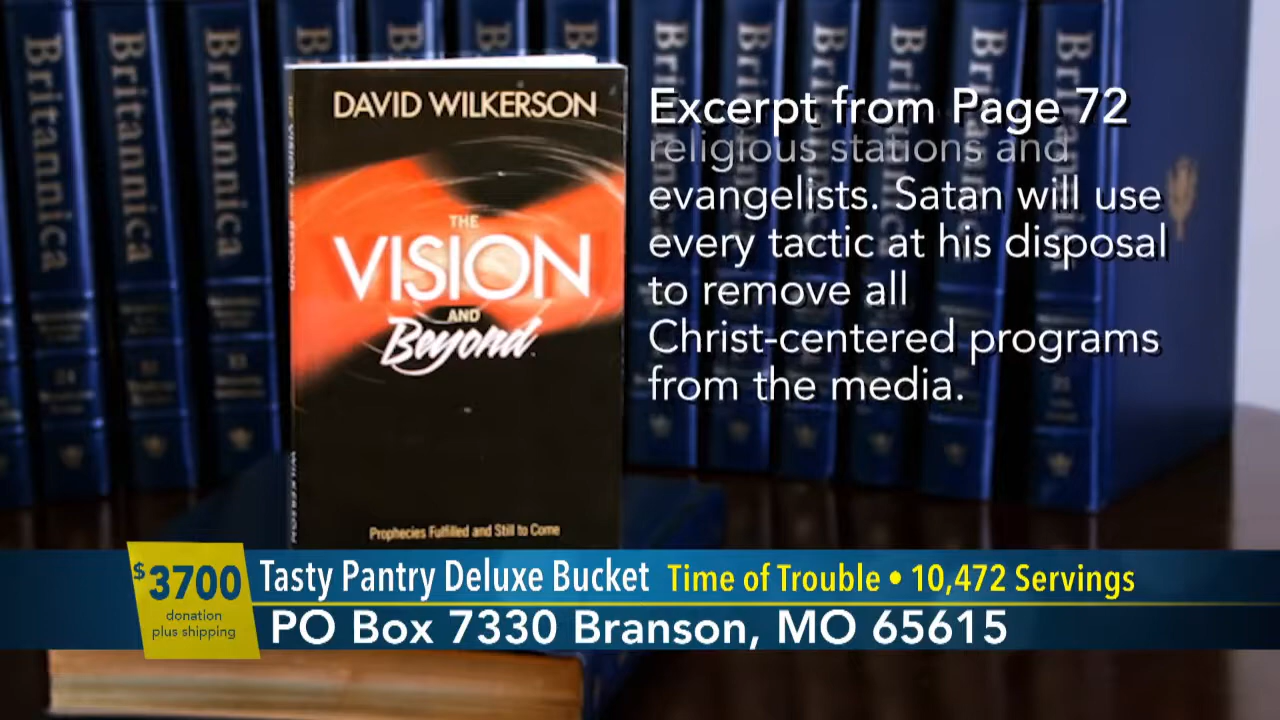 Britannica
Britannica
Britannica
DAVID WILKERSON
THE
VISION
AND
Beyond
Prophecies Fulfilled and Still to Come
Excerpt from Page 72
religious stations and
evangelists. Satan will use
every tactic at his disposal
to remove all
Christ-centered programs
from the media.
$3700
donation
plus shipping
Tasty Pantry Deluxe Bucket Time of Trouble • 10,472 Servings
PO Box 7330 Branson, MO 65615